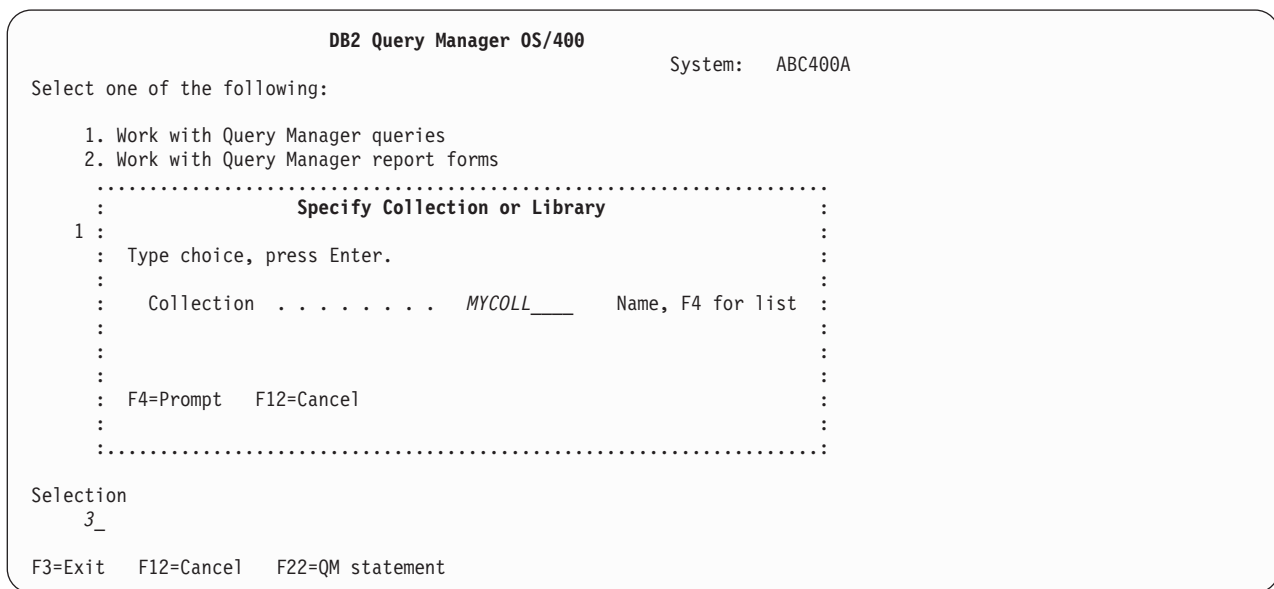 DB2 Query Manager OS/400
System:   ABC400A
Select one of the following:
1. Work with Query Manager queries
2. Work with Query Manager report forms
.....................................................................
:                  Specify Collection or Library                    :
1 :                                                                   :
:  Type choice, press Enter.                                        :
:                                                                   :
:    Collection  . . . . . . . .   MYCOLL____    Name, F4 for list  :
:                                                                   :
:                                                                   :
:                                                                   :
:  F4=Prompt   F12=Cancel                                           :
:                                                                   :
:...................................................................:
Selection
3_
F3=Exit   F12=Cancel   F22=QM statement